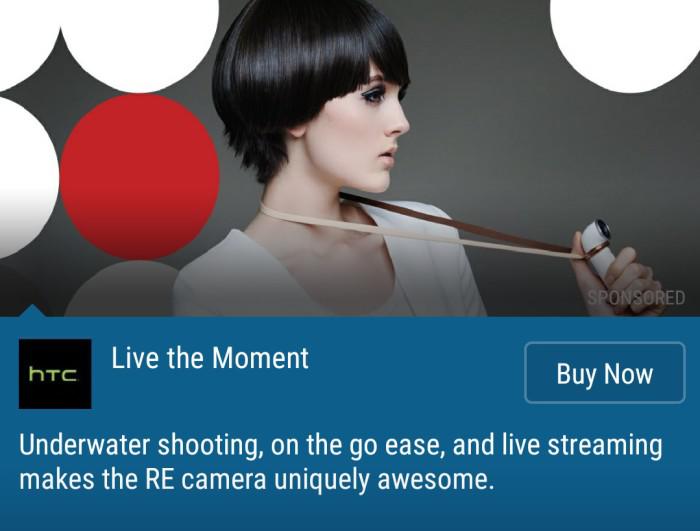 SPONSORED
hTC
Live the Moment
Buy Now
Underwater shooting, on the go ease, and live streaming
makes the RE camera uniquely awesome.